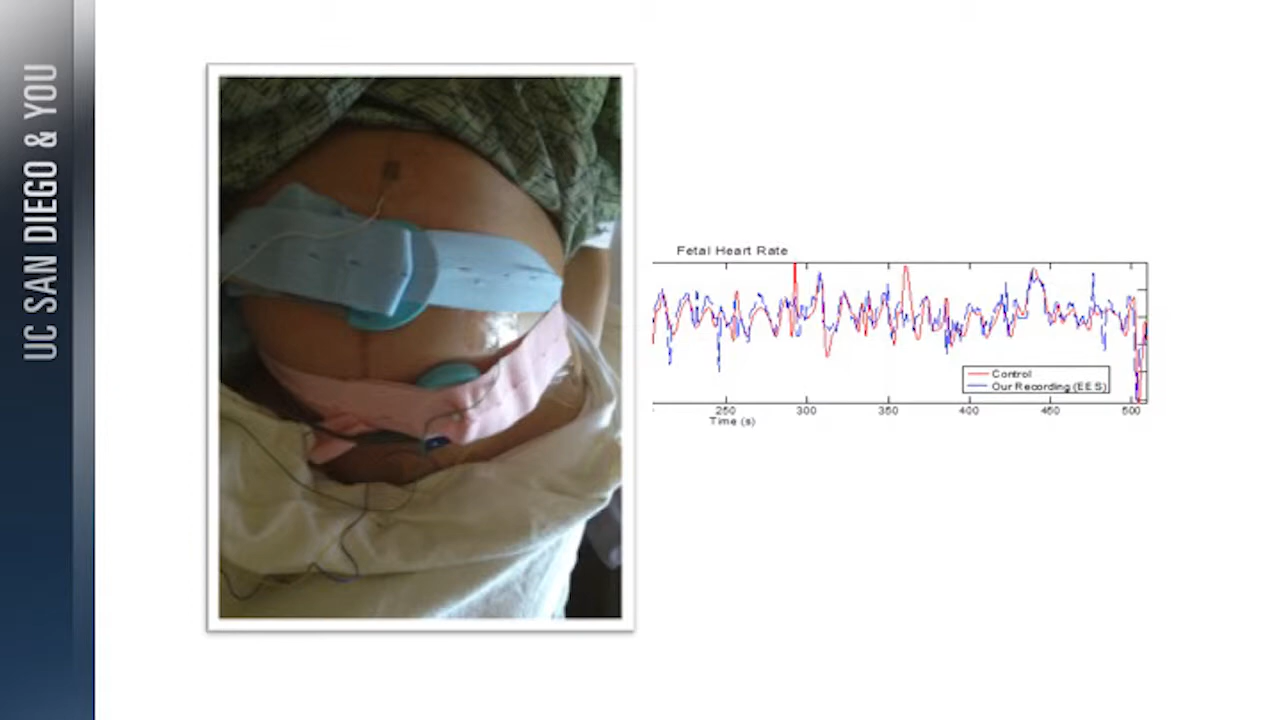 UC SAN DIEGO & YOU
Fetal Heart Rate
Control
Our Recording (EES)
250 300 350 400 450 500
Time (s)